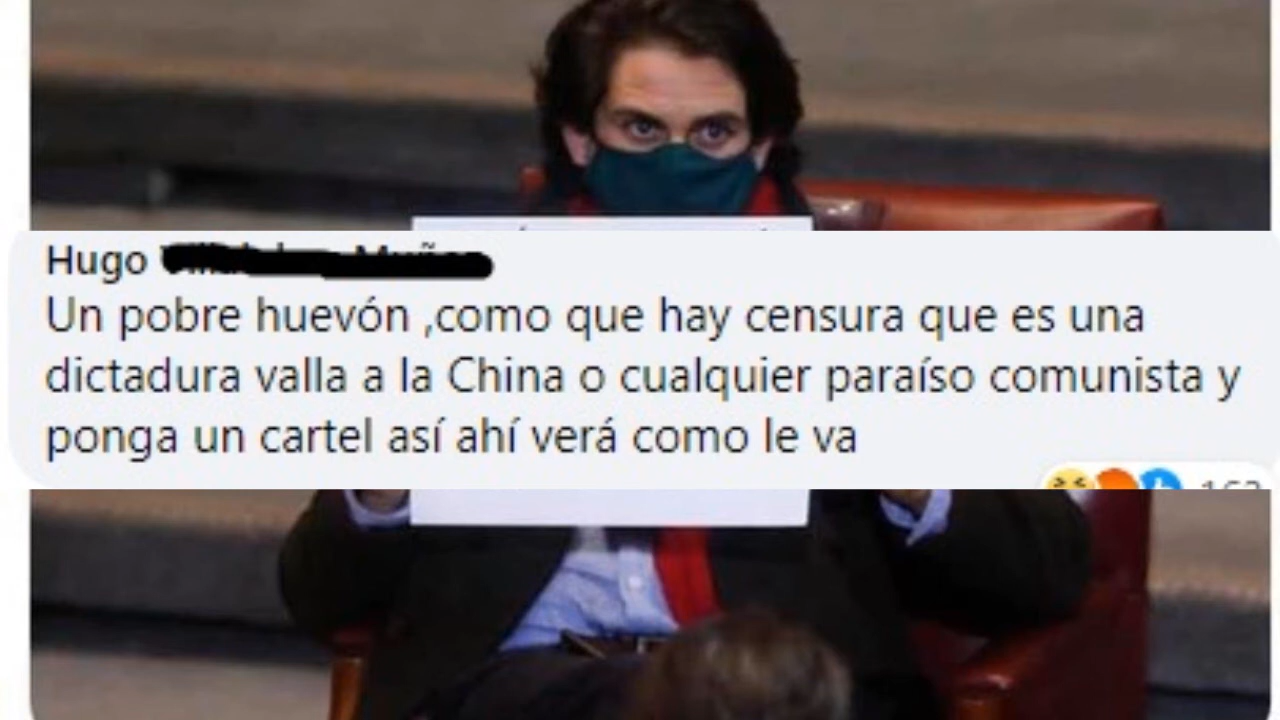 Hugo
Un pobre huevón ,como que hay censura que es una
dictadura valla a la China o cualquier paraíso comunista y
ponga un cartel así ahí verá como le va